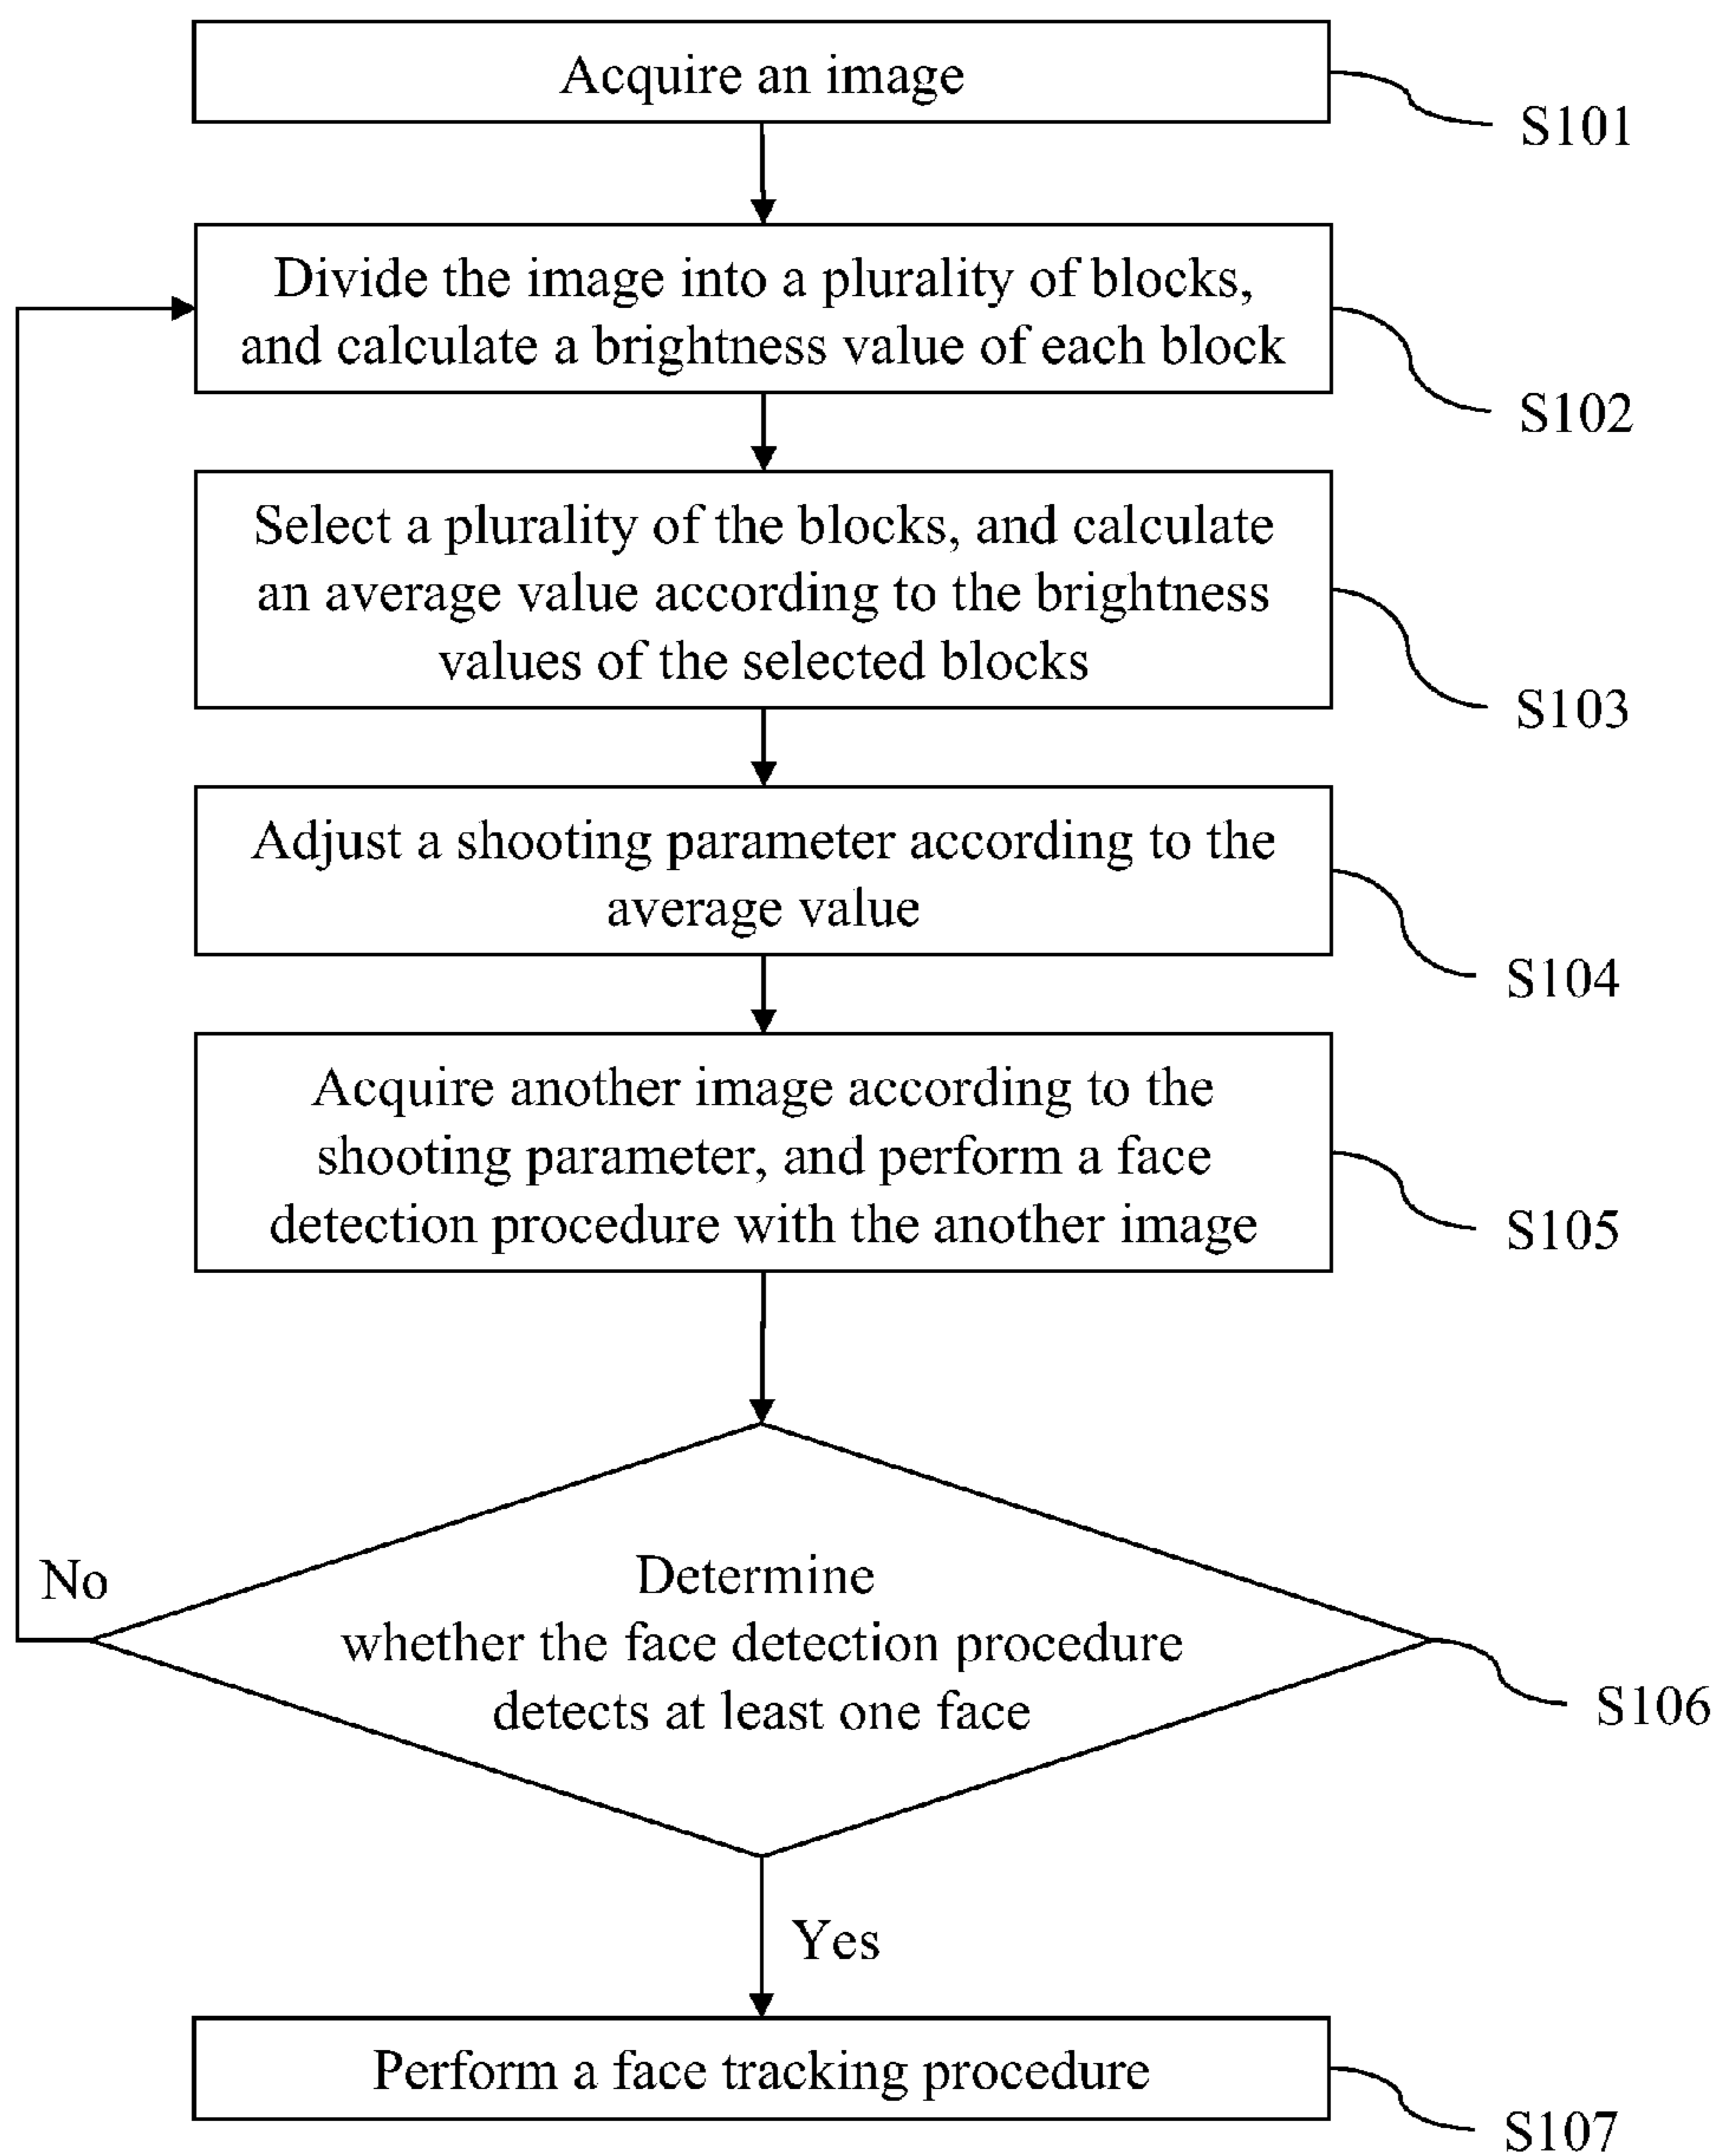 Acquire an image
S101
Divide the image into a plurality of blocks,
and calculate a brightness value of each block
S102
Select a plurality of the blocks, and calculate
an average value according to the brightness
values of the selected blocks
S103
Adjust a shooting parameter according to the
average value
S104
Acquire another image according to the
shooting parameter, and perform a face
detection procedure with the another image
S105
No
Determine
whether the face detection procedure
detects at least one face
S106
Yes
Perform a face tracking procedure
S107